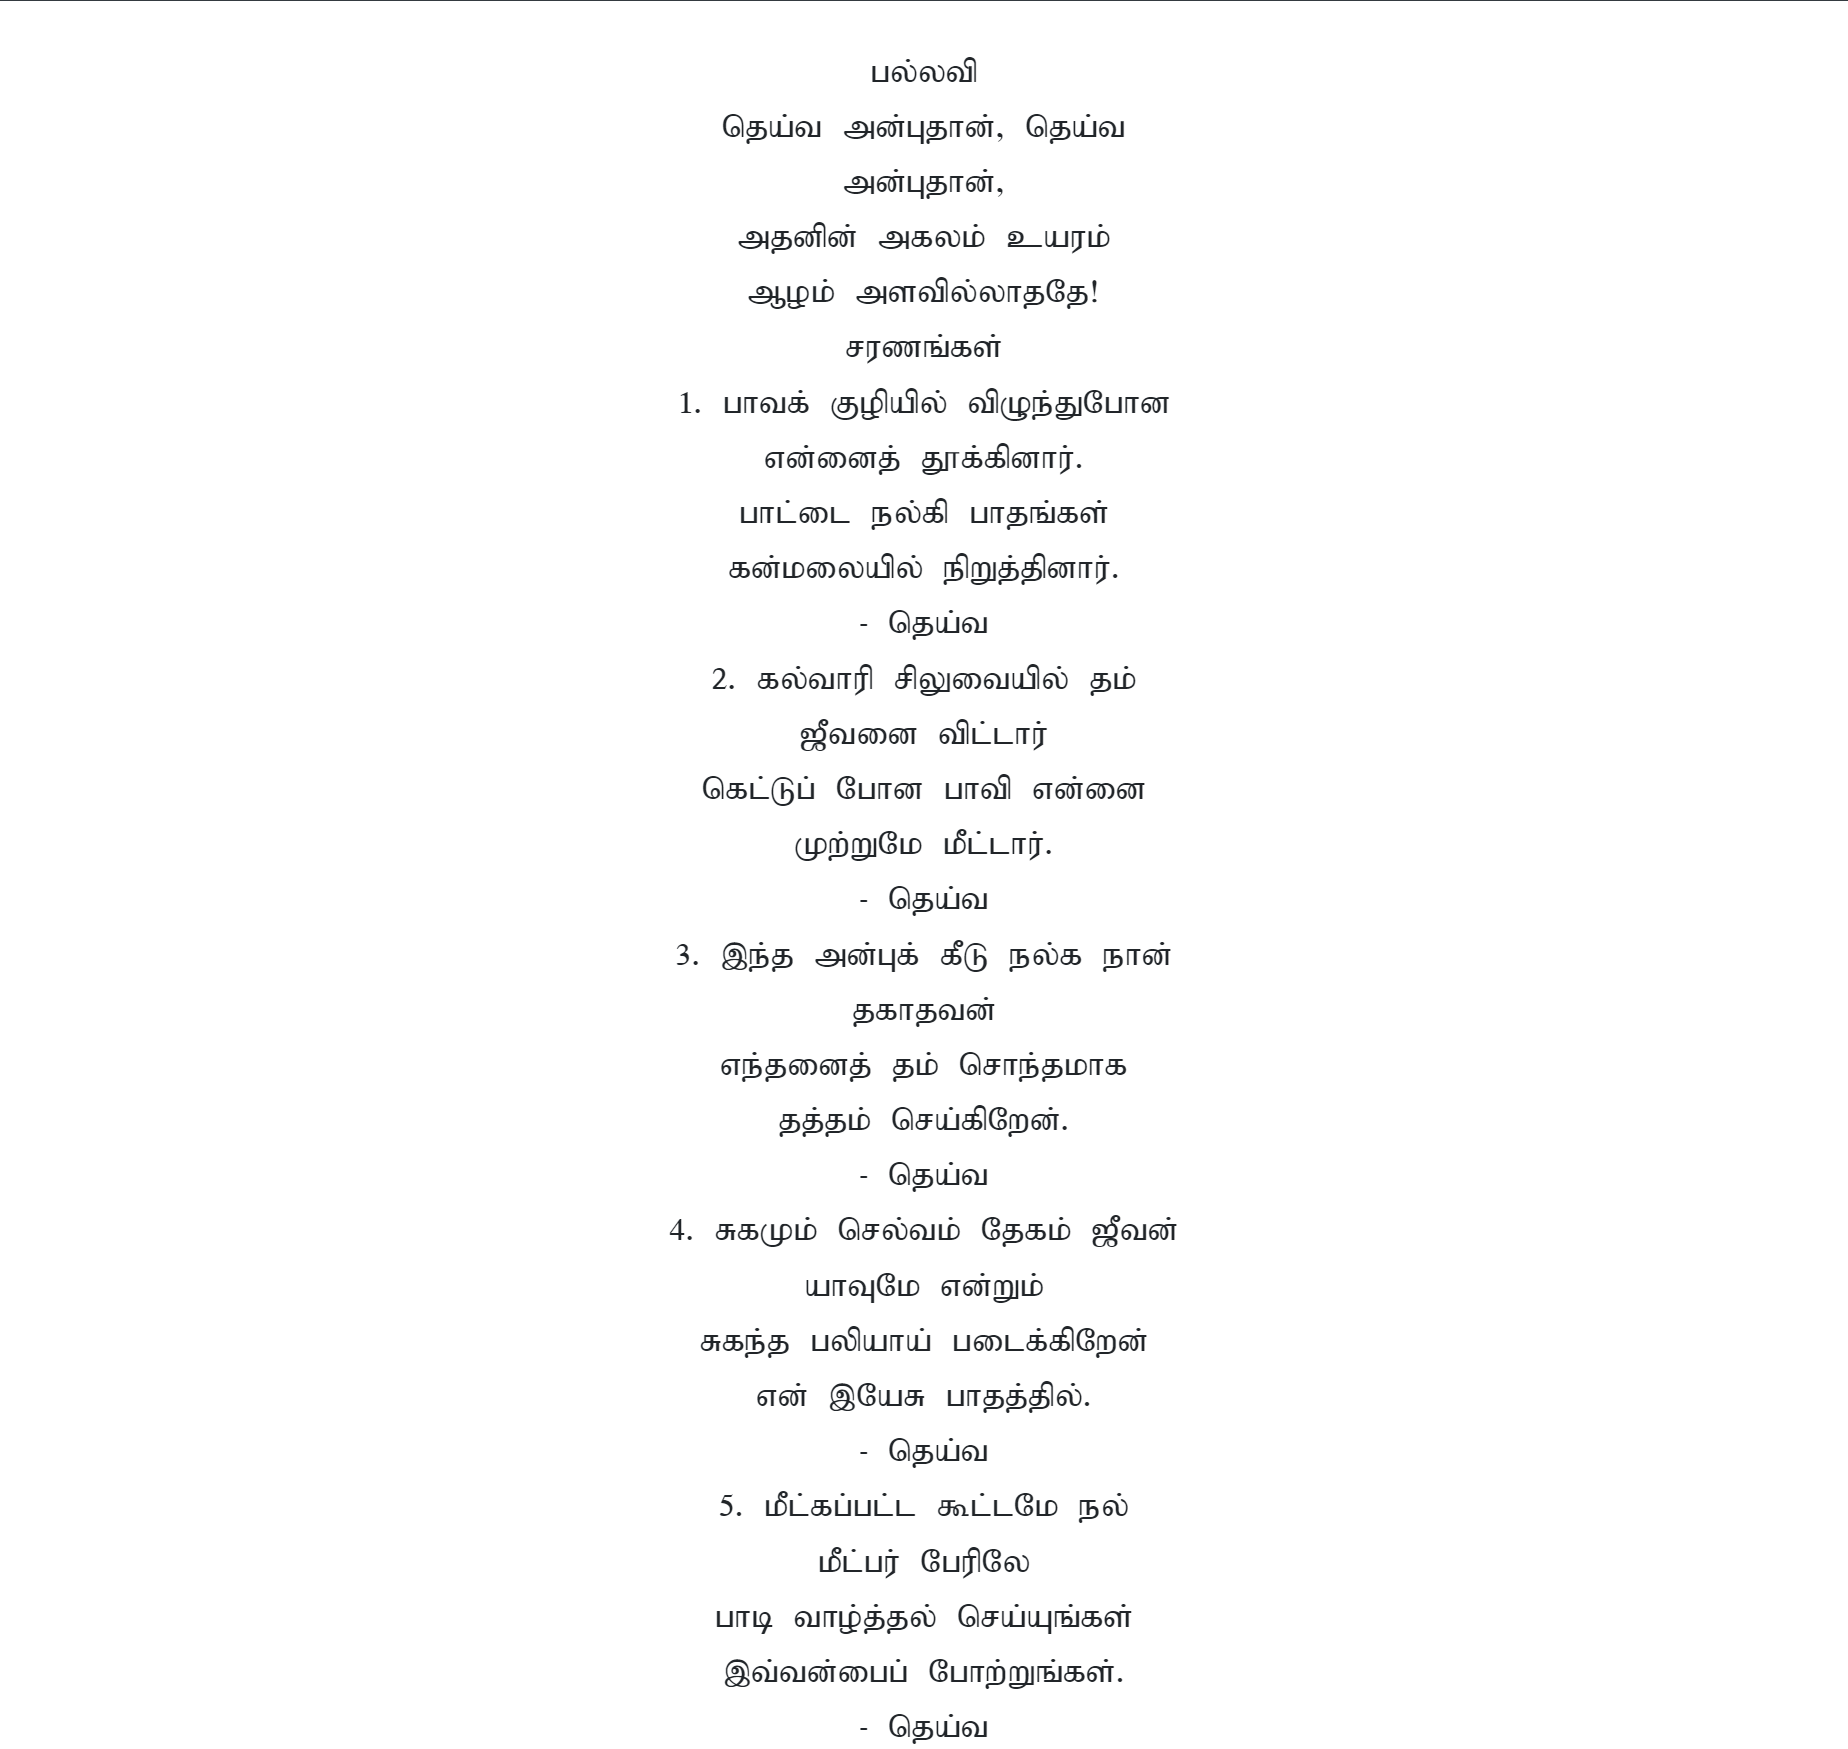 பல்லவி
தெய்வ அன்புதான், தெய்வ
அன்புதான்,
அதனின் அகலம் உயரம்
ஆழம் அளவில்லாததே!
சரணங்கள்
1. பாவக் குழியில் விழுந்துபோன
என்னைத் தூக்கினார்.
பாட்டை நல்கி பாதங்கள்
கன்மலையில் நிறுத்தினார்.
- தெய்வ
2. கல்வாரி சிலுவையில் தம்
ஜீவனை விட்டார்
கெட்டுப் போன பாவி என்னை
முற்றுமே மீட்டார்.
- தெய்வ
3. இந்த அன்புக் கீடு நல்க நான்
தகாதவன்
எந்தனைத் தம் சொந்தமாக
தத்தம் செய்கிறேன்.
- தெய்வ
4. சுகமும் செல்வம் தேகம் ஜீவன்
யாவுமே என்றும்
சுகந்த பலியாய் படைக்கிறேன்
என் இயேசு பாதத்தில்.
- தெய்வ
5. மீட்கப்பட்ட கூட்டமே நல்
மீட்பர் பேரிலே
பாடி வாழ்த்தல் செய்யுங்கள்
இவ்வன்பைப் போற்றுங்கள்.
- தெய்வ